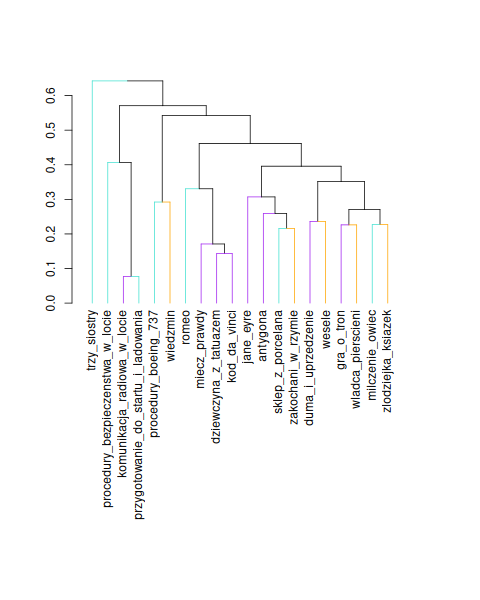 0.6
0.5
0.4
0.3
0.2
0.1
0.0
trzy_siostry
procedury_bezpieczenstwa_w_locie
komunikacja_radiowa_w_locie
przygotowanie_do_startu_i_ladowania
procedury_boeing_737
wiedzmin
romeo
miecz_prawdy
dziewczyna_z_tatuazem
kod_da_vinci
jane_eyre
antygona
sklep_z_porcelana
zakochani_w_rzymie
duma_i_uprzedzenie
wesele
gra_o_tron
wladca_pierscieni
milczenie_owiec
zlodziejka_ksiazek